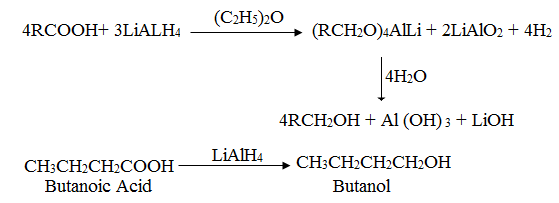 (C2H5)2O
4RCOOH+ 3LiALH4 (RCH2O)4AlLi + 2LiAlO2 + 4H2
4H2O
4RCH2OH + Al (OH) 3 + LiOH
LiAlH4
CH3CH2CH2COOH CH3CH2CH2CH2OH
Butanoic Acid Butanol